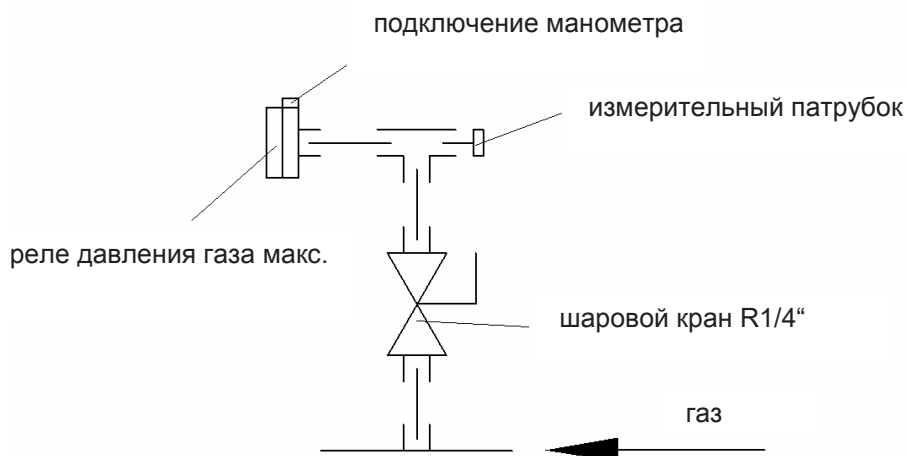 подключение манометра
измерительный патрубок
реле давления газа макс.
шаровой кран R1/4“
газ